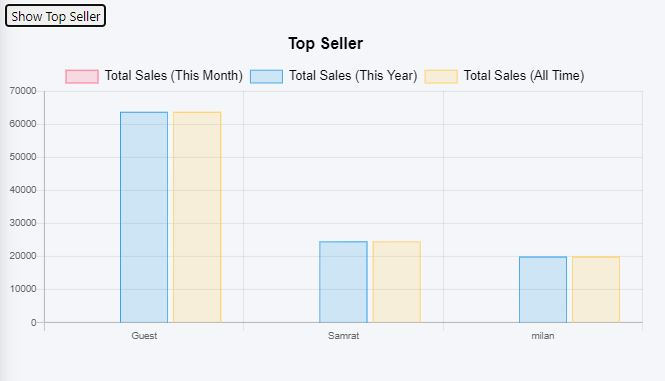 Show Top Seller
Top Seller
Total Sales (This Month) Total Sales (This Year) Total Sales (All Time)
70000
60000
50000
40000
30000
20000
10000
0
Guest Samrat milan